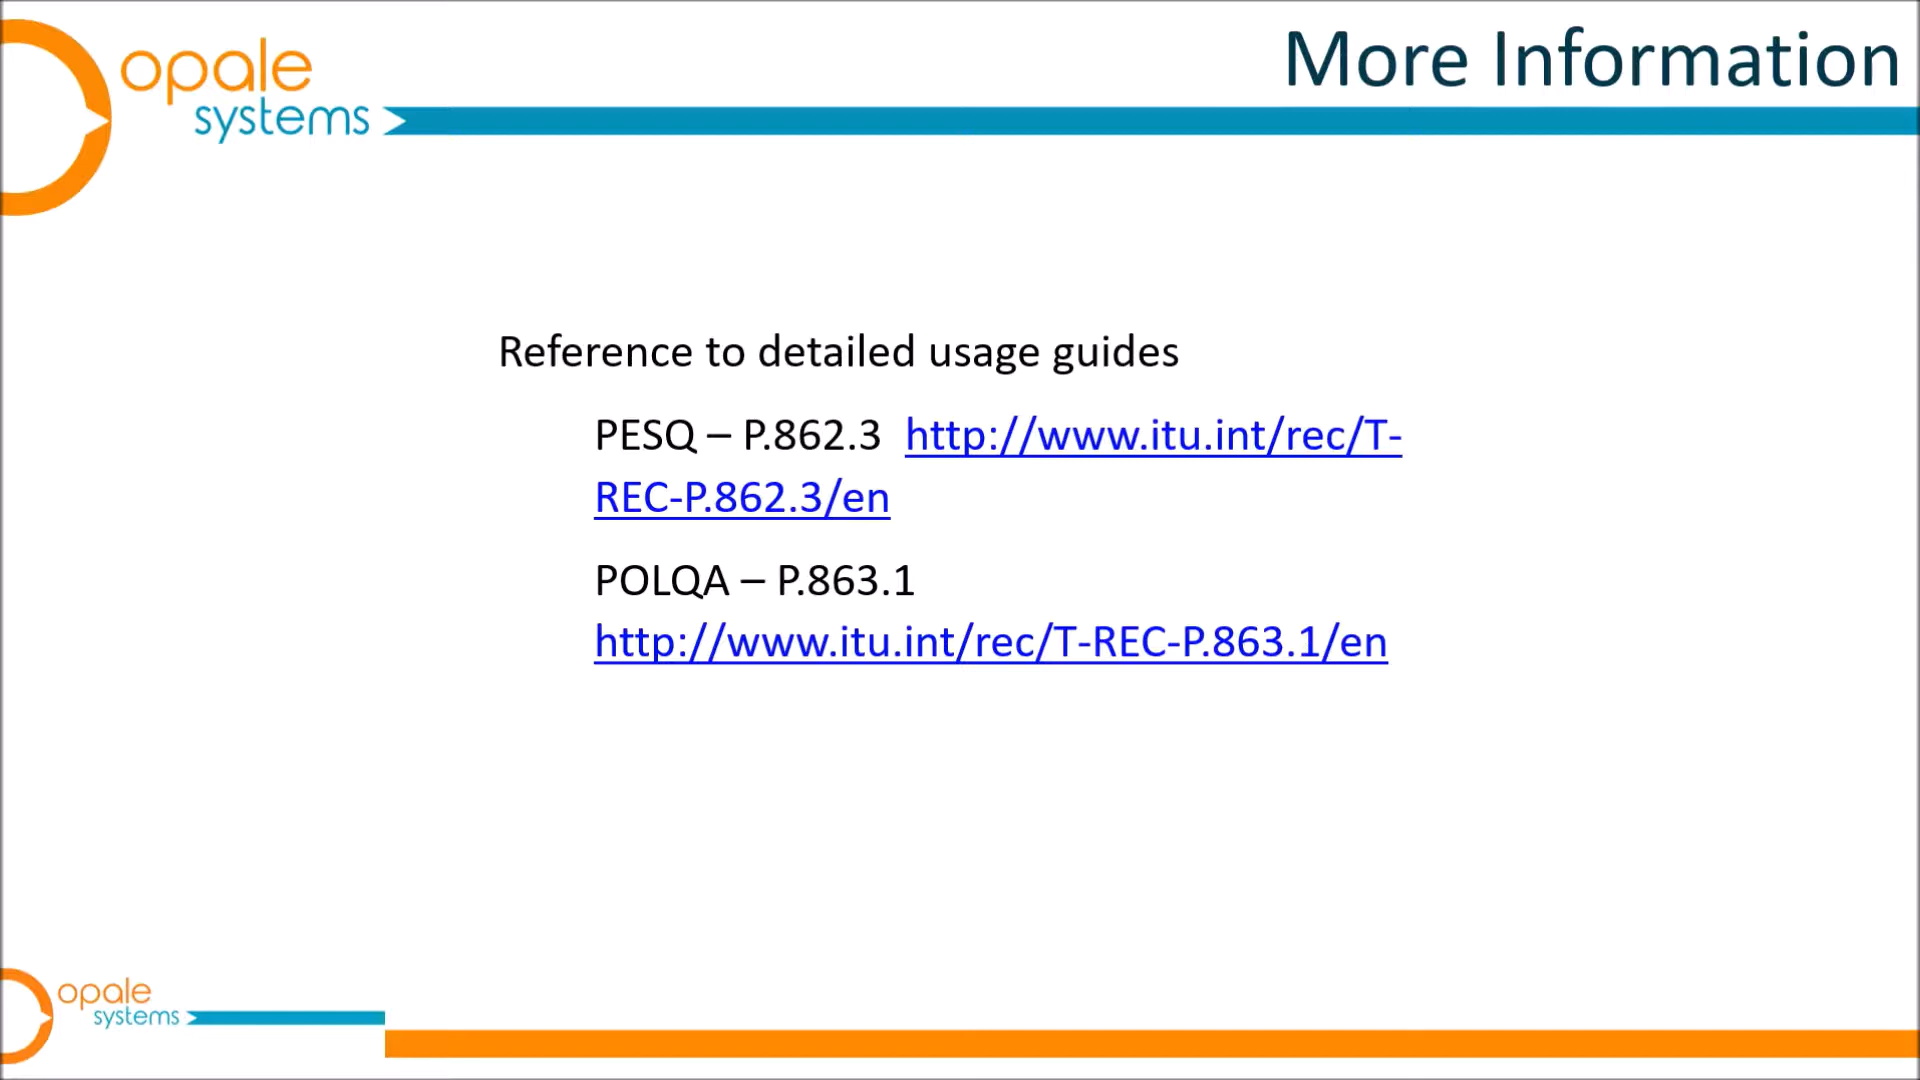 opale
systems
More Information
Reference to detailed usage guides
PESQ – P.862.3 http://www.itu.int/rec/T-
REC-P.862.3/en
POLQA – P.863.1
http://www.itu.int/rec/T-REC-P.863.1/en
opale
systems